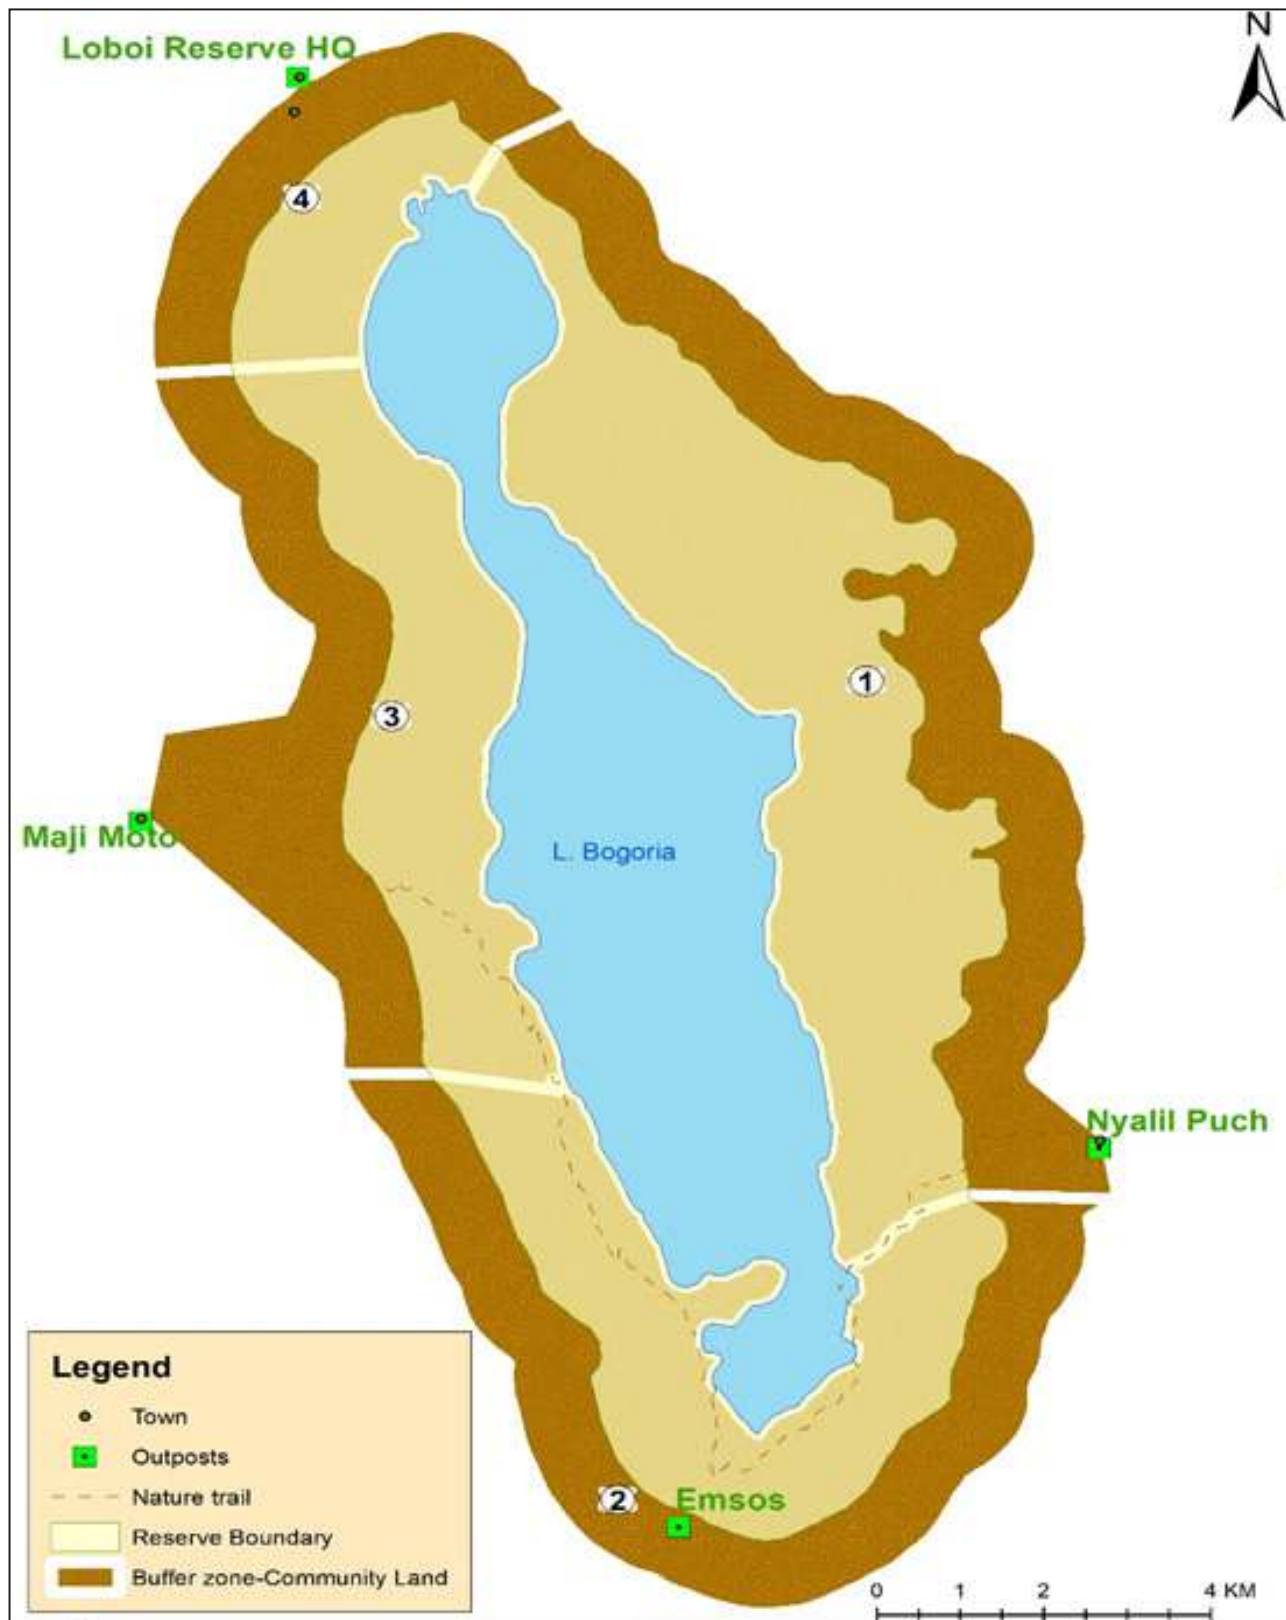 N
Loboi Reserve HQ
4
1
3
Maji Moto
L. Bogoria
Nyalil Puch
2
Emsos
Legend
Town
Outposts
Nature trail
Reserve Boundary
Buffer zone-Community Land
0 1 2 4 KM